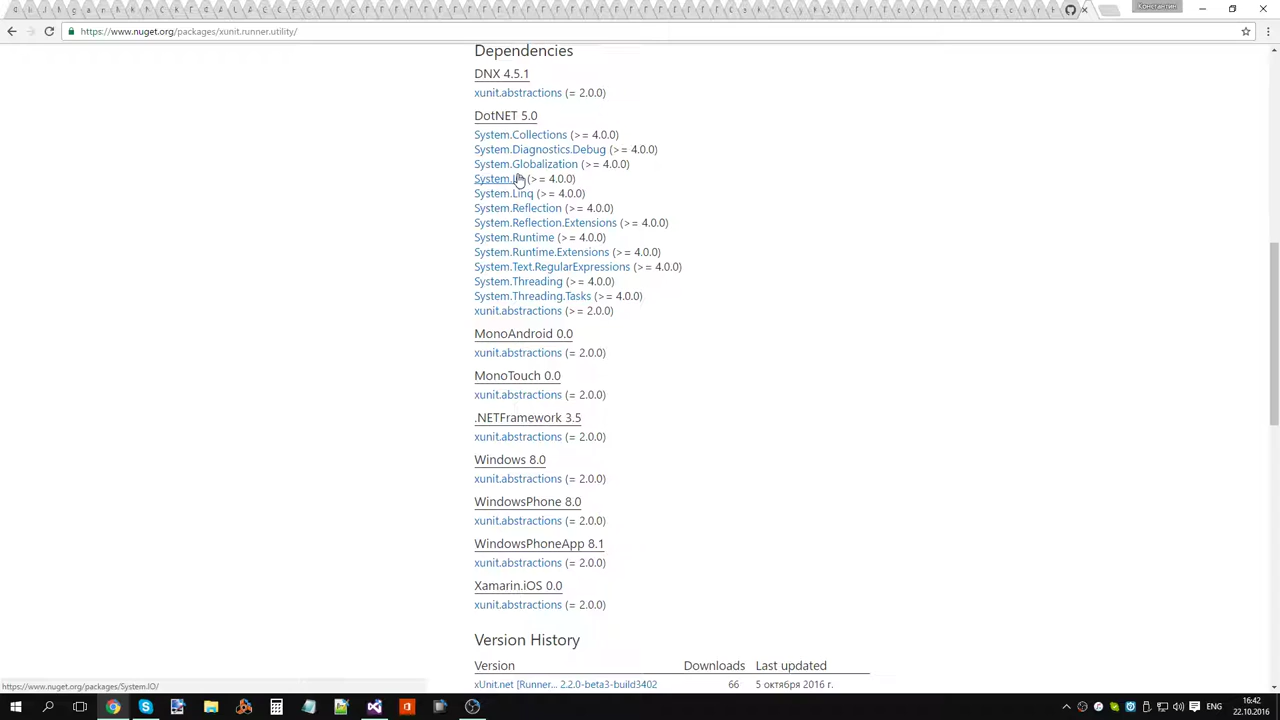 Константин
https://www.nuget.org/packages/xunit.runner.utility/
Dependencies
DNX 4.5.1
xunit.abstractions (= 2.0.0)
DotNET 5.0
System.Collections (>= 4.0.0)
System.Diagnostics.Debug (>= 4.0.0)
System.Globalization (>= 4.0.0)
System.IO (>= 4.0.0)
System.Linq (>= 4.0.0)
System.Reflection (>= 4.0.0)
System.Reflection.Extensions (>= 4.0.0)
System.Runtime (>= 4.0.0)
System.Runtime.Extensions (>= 4.0.0)
System.Text.RegularExpressions (>= 4.0.0)
System.Threading (>= 4.0.0)
System.Threading.Tasks (>= 4.0.0)
xunit.abstractions (>= 2.0.0)
MonoAndroid 0.0
xunit.abstractions (= 2.0.0)
MonoTouch 0.0
xunit.abstractions (= 2.0.0)
.NETFramework 3.5
xunit.abstractions (= 2.0.0)
Windows 8.0
xunit.abstractions (= 2.0.0)
WindowsPhone 8.0
xunit.abstractions (= 2.0.0)
WindowsPhoneApp 8.1
xunit.abstractions (= 2.0.0)
Xamarin.iOS 0.0
xunit.abstractions (= 2.0.0)
Version History
Version Downloads Last updated
xUnit.net [Runner... 2.2.0-beta3-build3402 66 5 октября 2016 г.
https://www.nuget.org/packages/System.IO/
ENG
16:42
22.10.2016